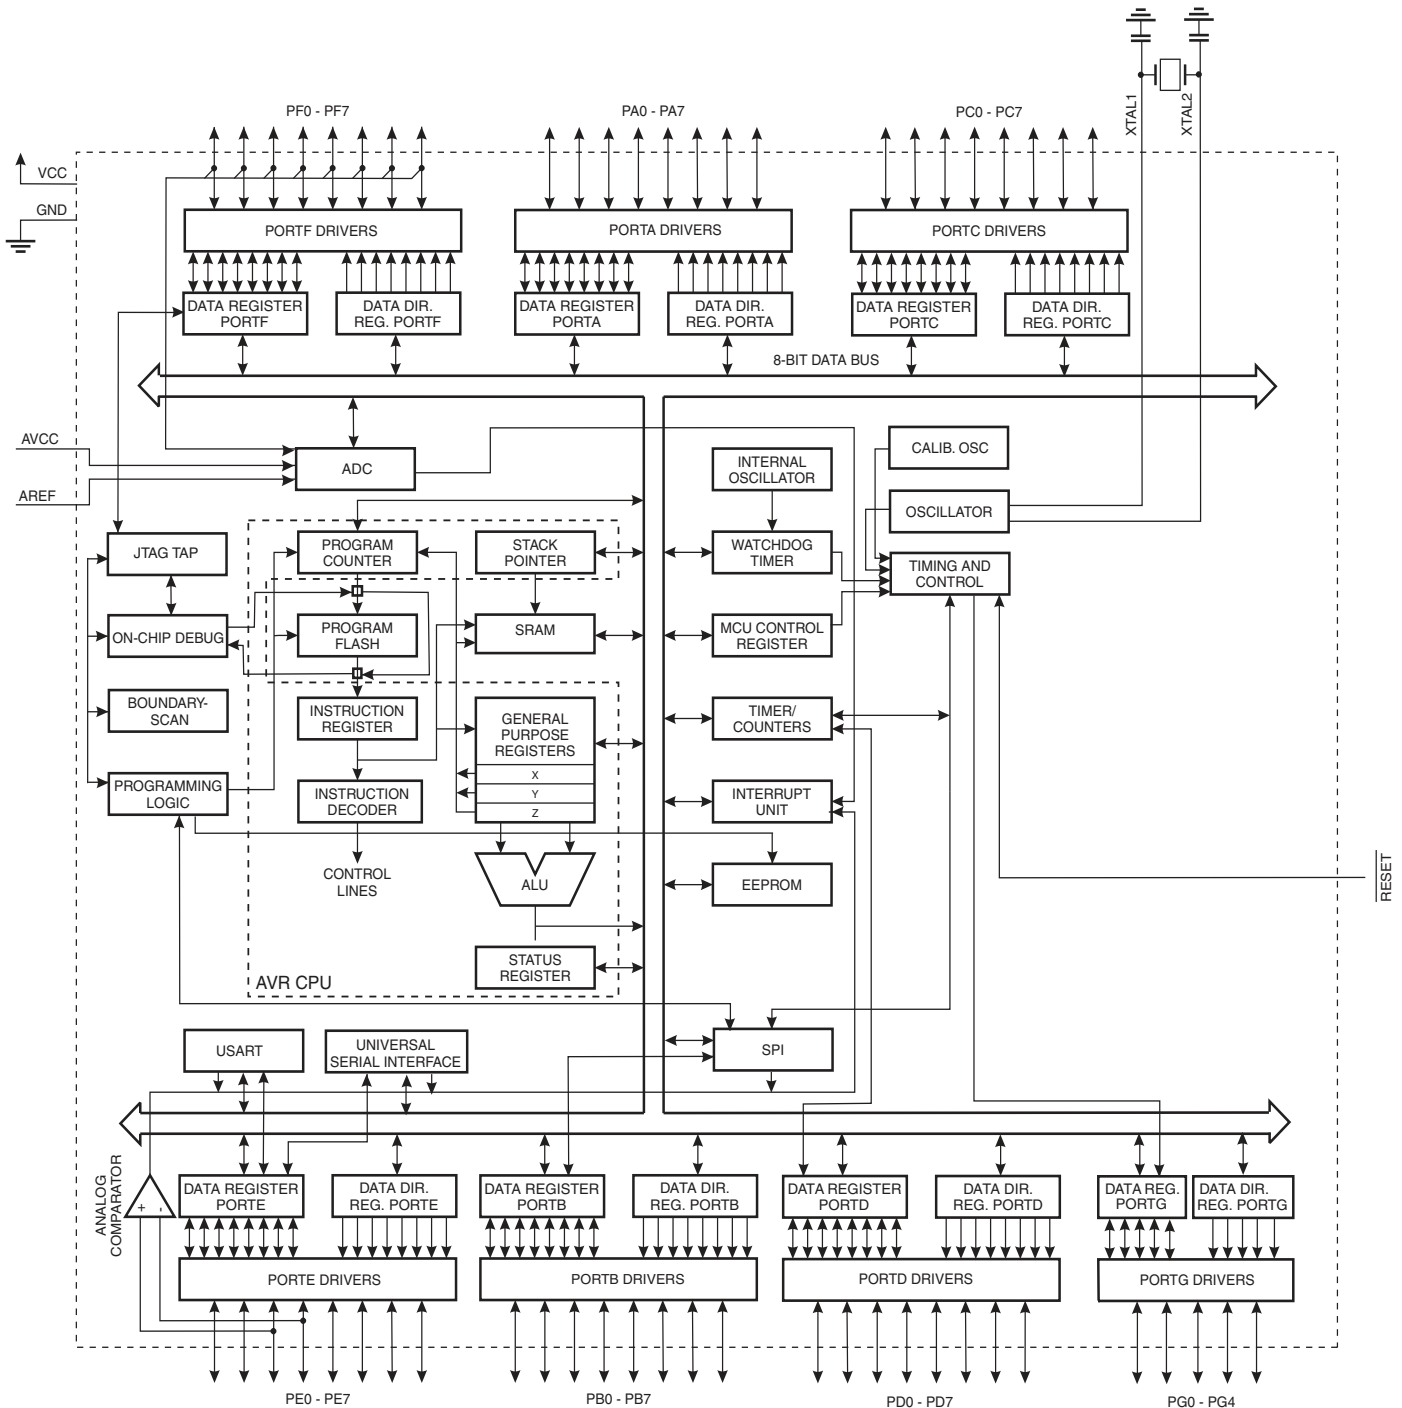 XTAL1
XTAL2
PF0 - PF7
PA0 - PA7
PC0 - PC7
VCC
GND
PORTF DRIVERS
PORTA DRIVERS
PORTC DRIVERS
DATA REGISTER
PORTF
DATA DIR.
REG. PORTF
DATA REGISTER
PORTA
DATA DIR.
REG. PORTA
DATA REGISTER
PORTC
DATA DIR.
REG. PORTC
8-BIT DATA BUS
AVCC
AREF
ADC
INTERNAL
OSCILLATOR
CALIB. OSC
OSCILLATOR
JTAG TAP
PROGRAM
COUNTER
STACK
POINTER
WATCHDOG
TIMER
TIMING AND
CONTROL
ON-CHIP DEBUG
PROGRAM
FLASH
SRAM
MCU CONTROL
REGISTER
BOUNDARY-
SCAN
INSTRUCTION
REGISTER
GENERAL
PURPOSE
REGISTERS
X
Y
Z
TIMER/
COUNTERS
PROGRAMMING
LOGIC
INSTRUCTION
DECODER
INTERRUPT
UNIT
CONTROL
LINES
ALU
EEPROM
RESET
STATUS
REGISTER
AVR CPU
USART
UNIVERSAL
SERIAL INTERFACE
SPI
ANALOG
COMPARATOR
+
-
DATA REGISTER
PORTE
DATA DIR.
REG. PORTE
DATA REGISTER
PORTB
DATA DIR.
REG. PORTB
DATA REGISTER
PORTD
DATA DIR.
REG. PORTD
DATA REG.
PORTG
DATA DIR.
REG. PORTG
PORTE DRIVERS
PORTB DRIVERS
PORTD DRIVERS
PORTG DRIVERS
PE0 - PE7
PB0 - PB7
PD0 - PD7
PG0 - PG4